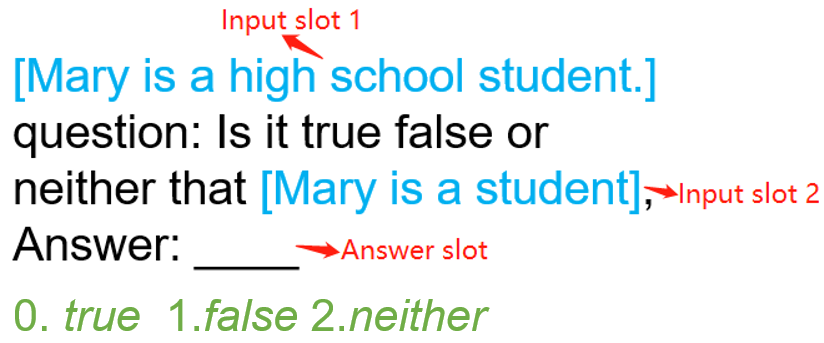 Input slot 1
[Mary is a high school student.]
question: Is it true false or
neither that [Mary is a student], Input slot 2
Answer: ____ Answer slot
0. true 1.false 2.neither